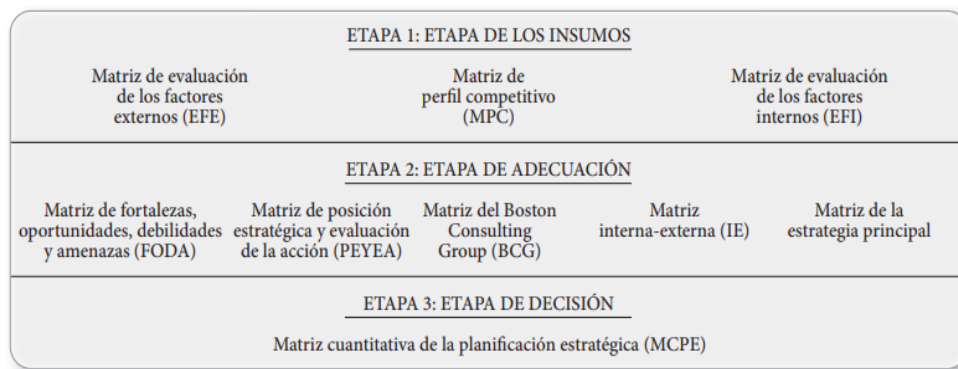 ETAPA 1: ETAPA DE LOS INSUMOS
Matriz de evaluación
de los factores
externos (EFE)
Matriz de
perfil competitivo
(MPC)
Matriz de evaluación
de los factores
internos (EFI)
ETAPA 2: ETAPA DE ADECUACIÓN
Matriz de fortalezas,
oportunidades, debilidades
y amenazas (FODA)
Matriz de posición
estratégica y evaluación
de la acción (PEYEA)
Matriz del Boston
Consulting
Group (BCG)
Matriz
interna-externa (IE)
Matriz de la
estrategia principal
ETAPA 3: ETAPA DE DECISIÓN
Matriz cuantitativa de la planificación estratégica (MCPE)